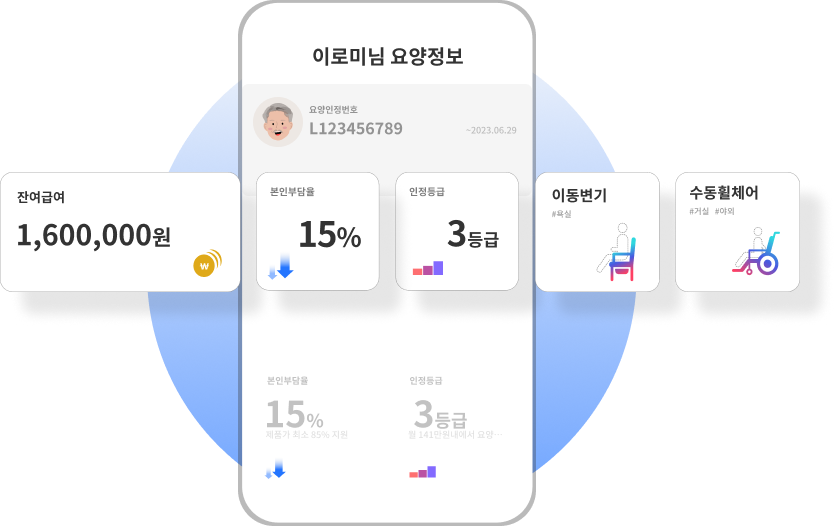 이로미님 요양정보
요양인정번호
L123456789
~2023.06.29
잔여급여
1,600,000원
₩
본인부담율
15%
인정등급
3등급
이동변기
#욕실
수동휠체어
#거실 #야외
본인부담율
15%
제품가 최소 85% 지원
인정등급
3등급
월 141만원내에서 요양…